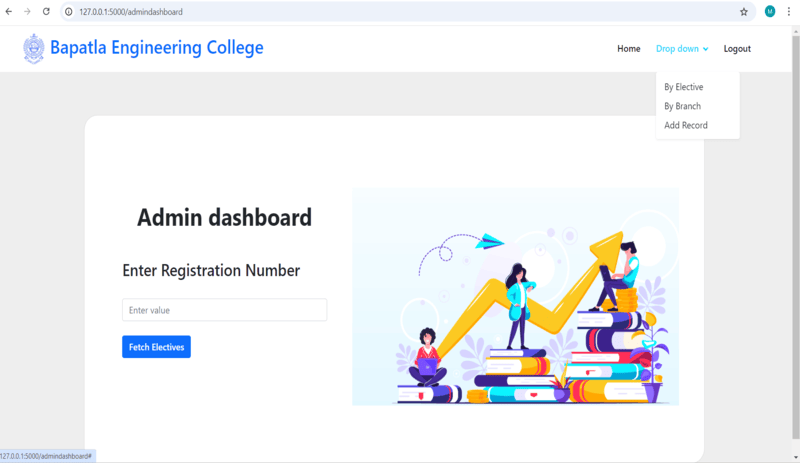 127.0.0.1:5000/admindashboard
M
Bapatla Engineering College
Home
Drop down
Logout
By Elective
By Branch
Add Record
Admin dashboard
Enter Registration Number
Enter value
Fetch Electives
127.0.0.1:5000/admindashboard#